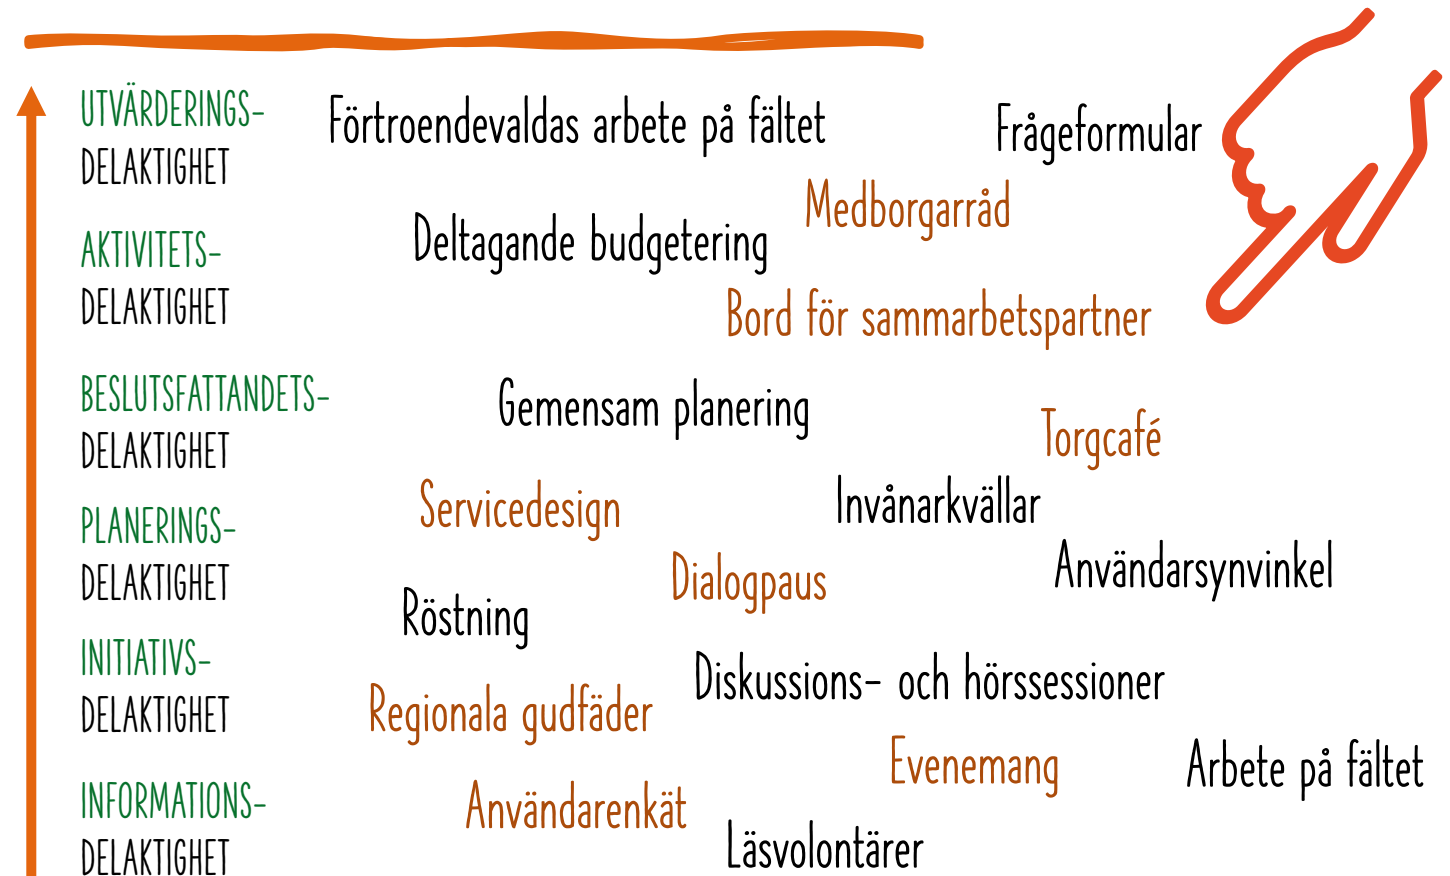 UTVÄRDERINGS-
DELAKTIGHET
Förtroendevaldas arbete på fältet
Frågeformular
Medborgarråd
Deltagande budgetering
AKTIVITETS-
DELAKTIGHET
Bord för sammarbetspartner
BESLUTSFATTANDETS-
DELAKTIGHET
Gemensam planering
Torgcafé
Servicedesign
Invånarkvällar
PLANERINGS-
DELAKTIGHET
Dialogpaus
Användarsynvinkel
Röstning
INITIATIVS-
DELAKTIGHET
Diskussions- och hörssessioner
Regionala gudfäder
Evenemang
Arbete på fältet
INFORMATIONS-
DELAKTIGHET
Användarenkät
Läsvolontärer